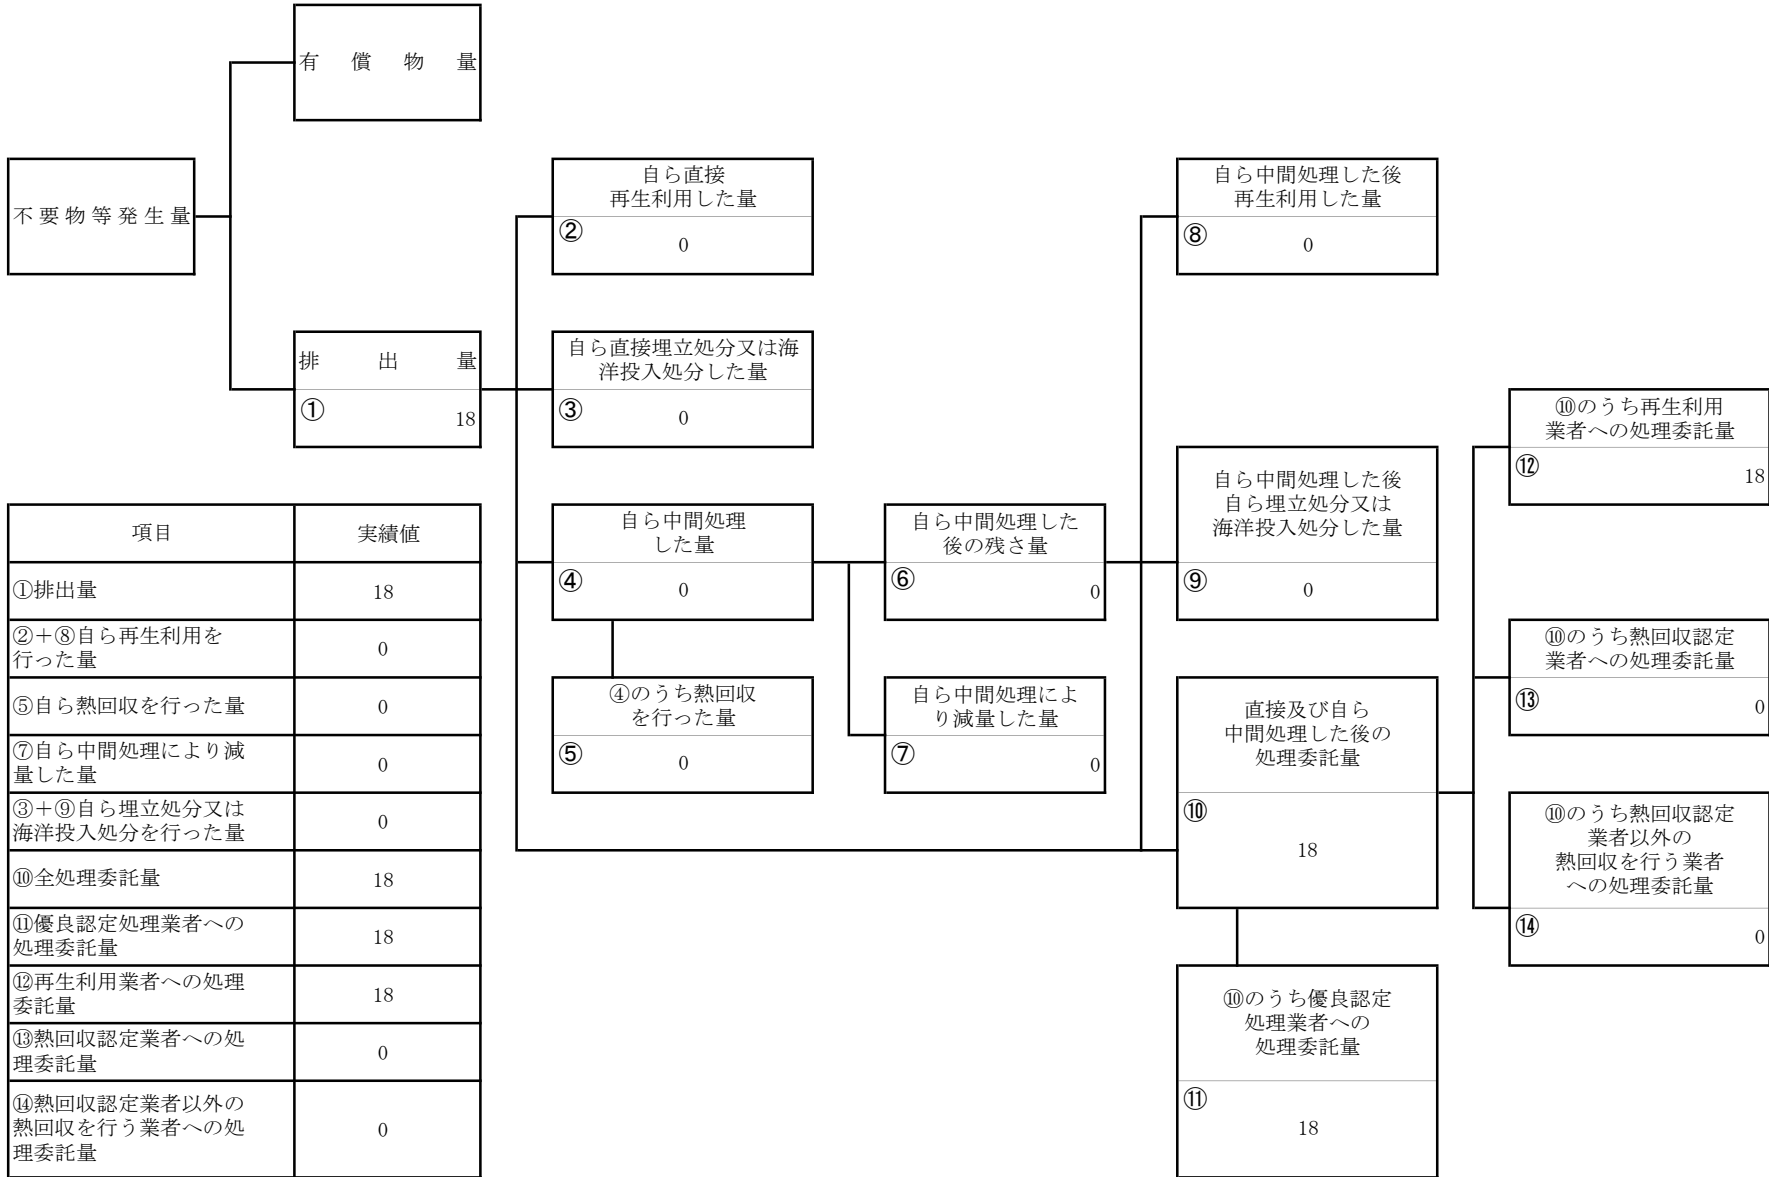 有償物量
不要物等発生量
排出量
①
18
自ら直接
再生利用した量
②
0
自ら直接埋立処分又は海
洋投入処分した量
③
0
自ら中間処理
した量
④
0
④のうち熱回収
を行った量
⑤
0
自ら中間処理した
後の残さ量
⑥
0
自ら中間処理によ
り減量した量
⑦
0
自ら中間処理した後
再生利用した量
⑧
0
自ら中間処理した後
自ら埋立処分又は
海洋投入処分した量
⑨
0
直接及び自ら
中間処理した後の
処理委託量
⑩
18
⑩のうち優良認定
処理業者への
処理委託量
⑪
18
⑩のうち再生利用
業者への処理委託量
⑫
18
⑩のうち熱回収認定
業者への処理委託量
⑬
0
⑩のうち熱回収認定
業者以外の
熱回収を行う業者
への処理委託量
⑭
0
項目 実績値
①排出量 18
②＋⑧自ら再生利用を
行った量
0
⑤自ら熱回収を行った量 0
⑦自ら中間処理により減
量した量
0
③＋⑨自ら埋立処分又は
海洋投入処分を行った量
0
⑩全処理委託量 18
⑪優良認定処理業者への
処理委託量
18
⑫再生利用業者への処理
委託量
18
⑬熱回収認定業者への処
理委託量
0
⑭熱回収認定業者以外の
熱回収を行う業者への処
理委託量
0